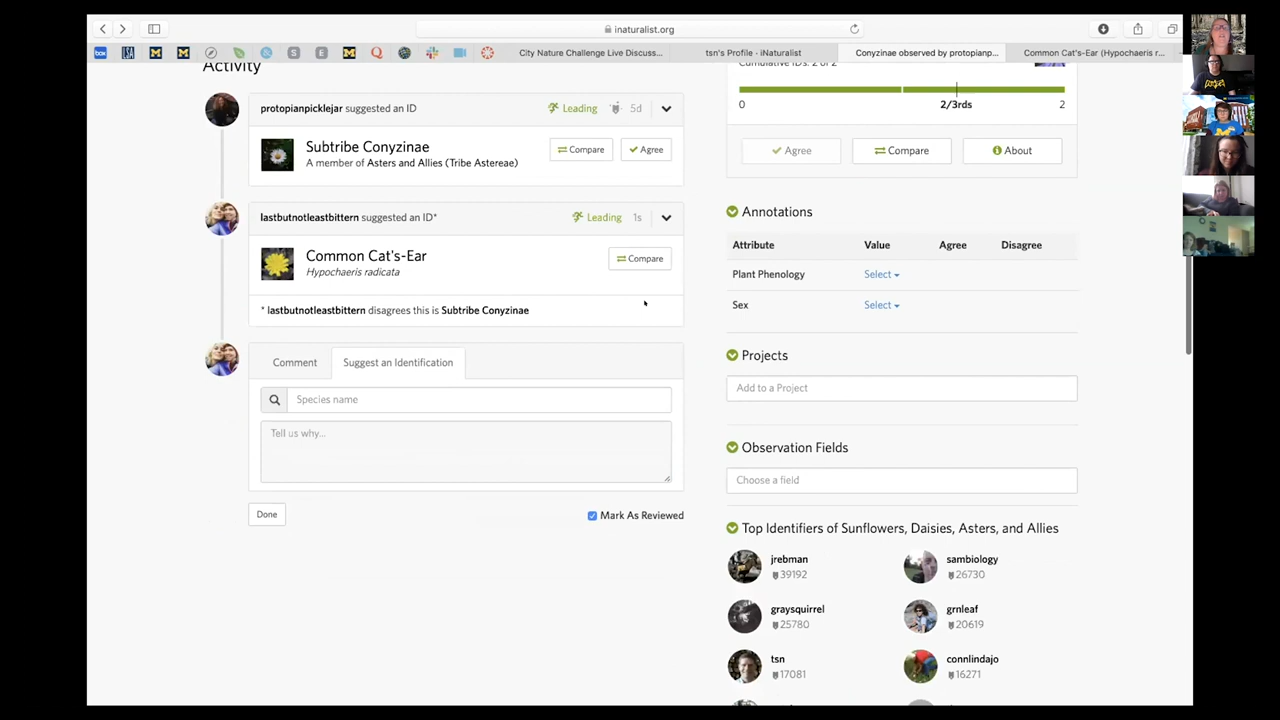 inaturalist.org
City Nature Challenge Live Discuss...
tsn's Profile - iNaturalist
Conyzinae observed by protopianp...
Common Cat's-Ear (Hypochaeris r...
Activity
Cumulative IDs: 2 of 2
0
2/3rds
2
protopianpicklejar suggested an ID
Leading
5d
Subtribe Conyzinae
A member of Asters and Allies (Tribe Astereae)
Compare
Agree
Agree
Compare
About
lastbutnotleastbittern suggested an ID*
Leading
1s
Common Cat's-Ear
Hypochaeris radicata
Compare
* lastbutnotleastbittern disagrees this is Subtribe Conyzinae
Comment
Suggest an Identification
Species name
Tell us why...
Done
Mark As Reviewed
Annotations
Attribute Value Agree Disagree
Plant Phenology Select
Sex Select
Projects
Add to a Project
Observation Fields
Choose a field
Top Identifiers of Sunflowers, Daisies, Asters, and Allies
jrebman
39192
sambiology
26730
graysquirrel
25780
grnleaf
20619
tsn
17081
connlindajo
16271